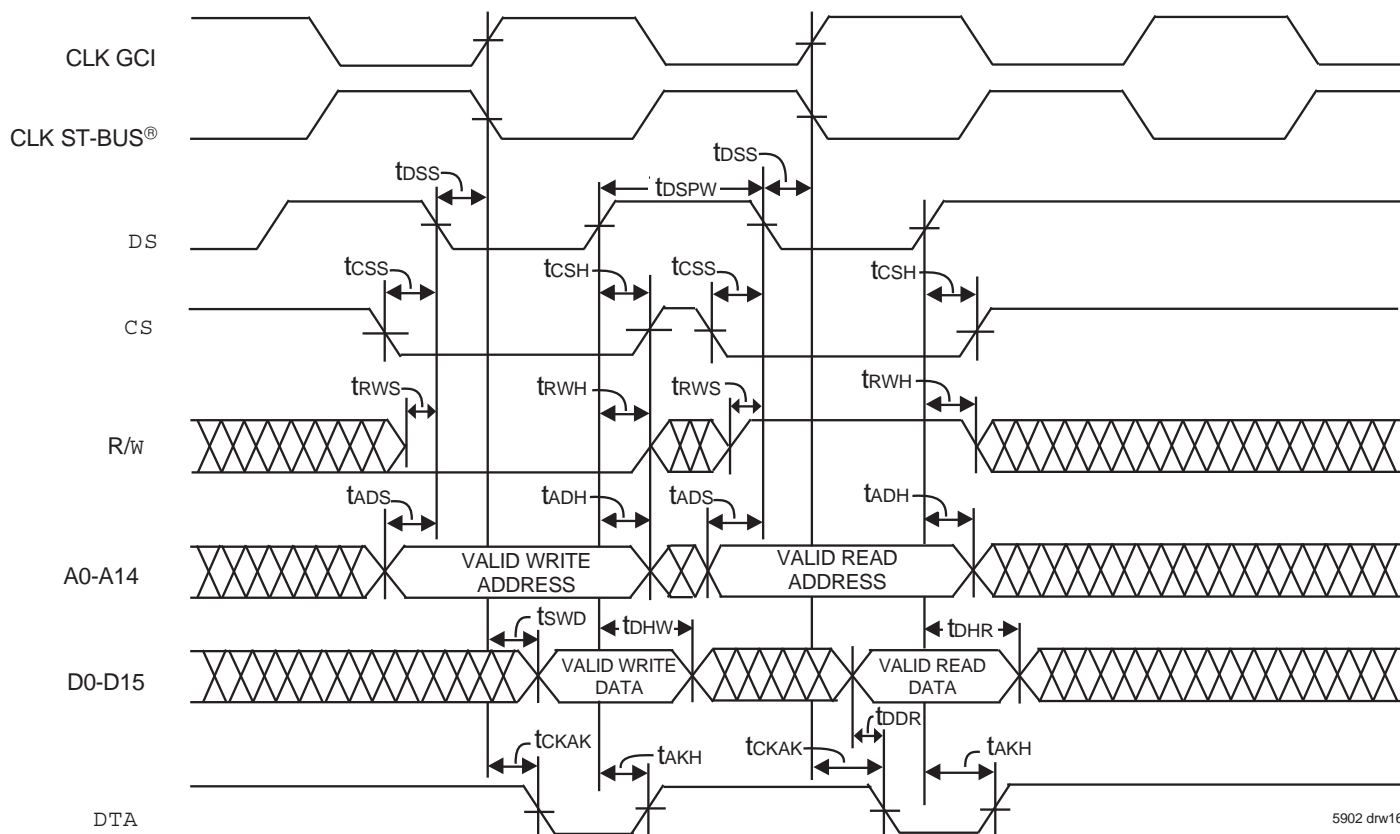 CLK GCI
CLK ST-BUS®
tDSS
tDSPW
tDSS
DS
tCSS
tCSH
tCSS
tCSH
CS
tRWS
tRWH
tRWS
tRWH
R/W
tADS
tADH
tADS
tADH
A0-A14
VALID WRITE
ADDRESS
VALID READ
ADDRESS
tSWD
tDHW
tDHR
D0-D15
VALID WRITE
DATA
VALID READ
DATA
tDDR
tCKAK
tAKH
tCKAK
tAKH
DTA
5902 drw16